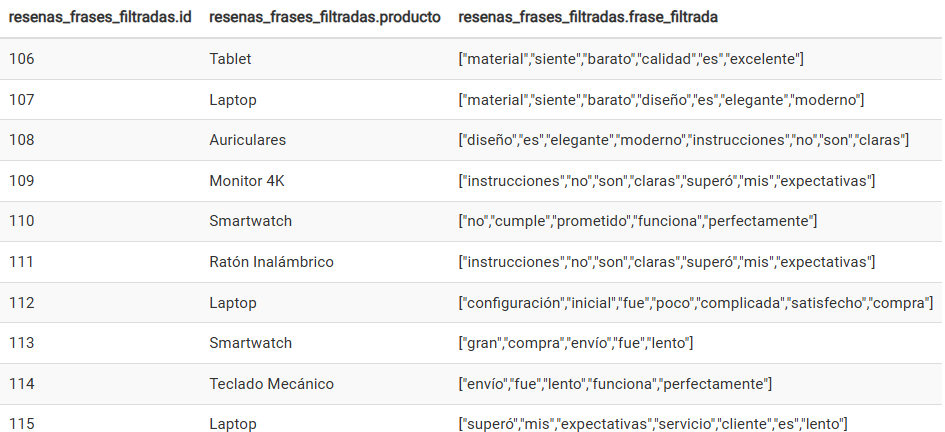 resenas_frases_filtradas.id resenas_frases_filtradas.producto resenas_frases_filtradas.frase_filtrada
106 Tablet ["material","siente","barato","calidad","es","excelente"]
107 Laptop ["material","siente","barato","diseño","es","elegante","moderno"]
108 Auriculares ["diseño","es","elegante","moderno","instrucciones","no","son","claras"]
109 Monitor 4K ["instrucciones","no","son","claras","superó","mis","expectativas"]
110 Smartwatch ["no","cumple","prometido","funciona","perfectamente"]
111 Ratón Inalámbrico ["instrucciones","no","son","claras","superó","mis","expectativas"]
112 Laptop ["configuración","inicial","fue","poco","complicada","satisfecho","compra"]
113 Smartwatch ["gran","compra","envío","fue","lento"]
114 Teclado Mecánico ["envío","fue","lento","funciona","perfectamente"]
115 Laptop ["superó","mis","expectativas","servicio","cliente","es","lento"]